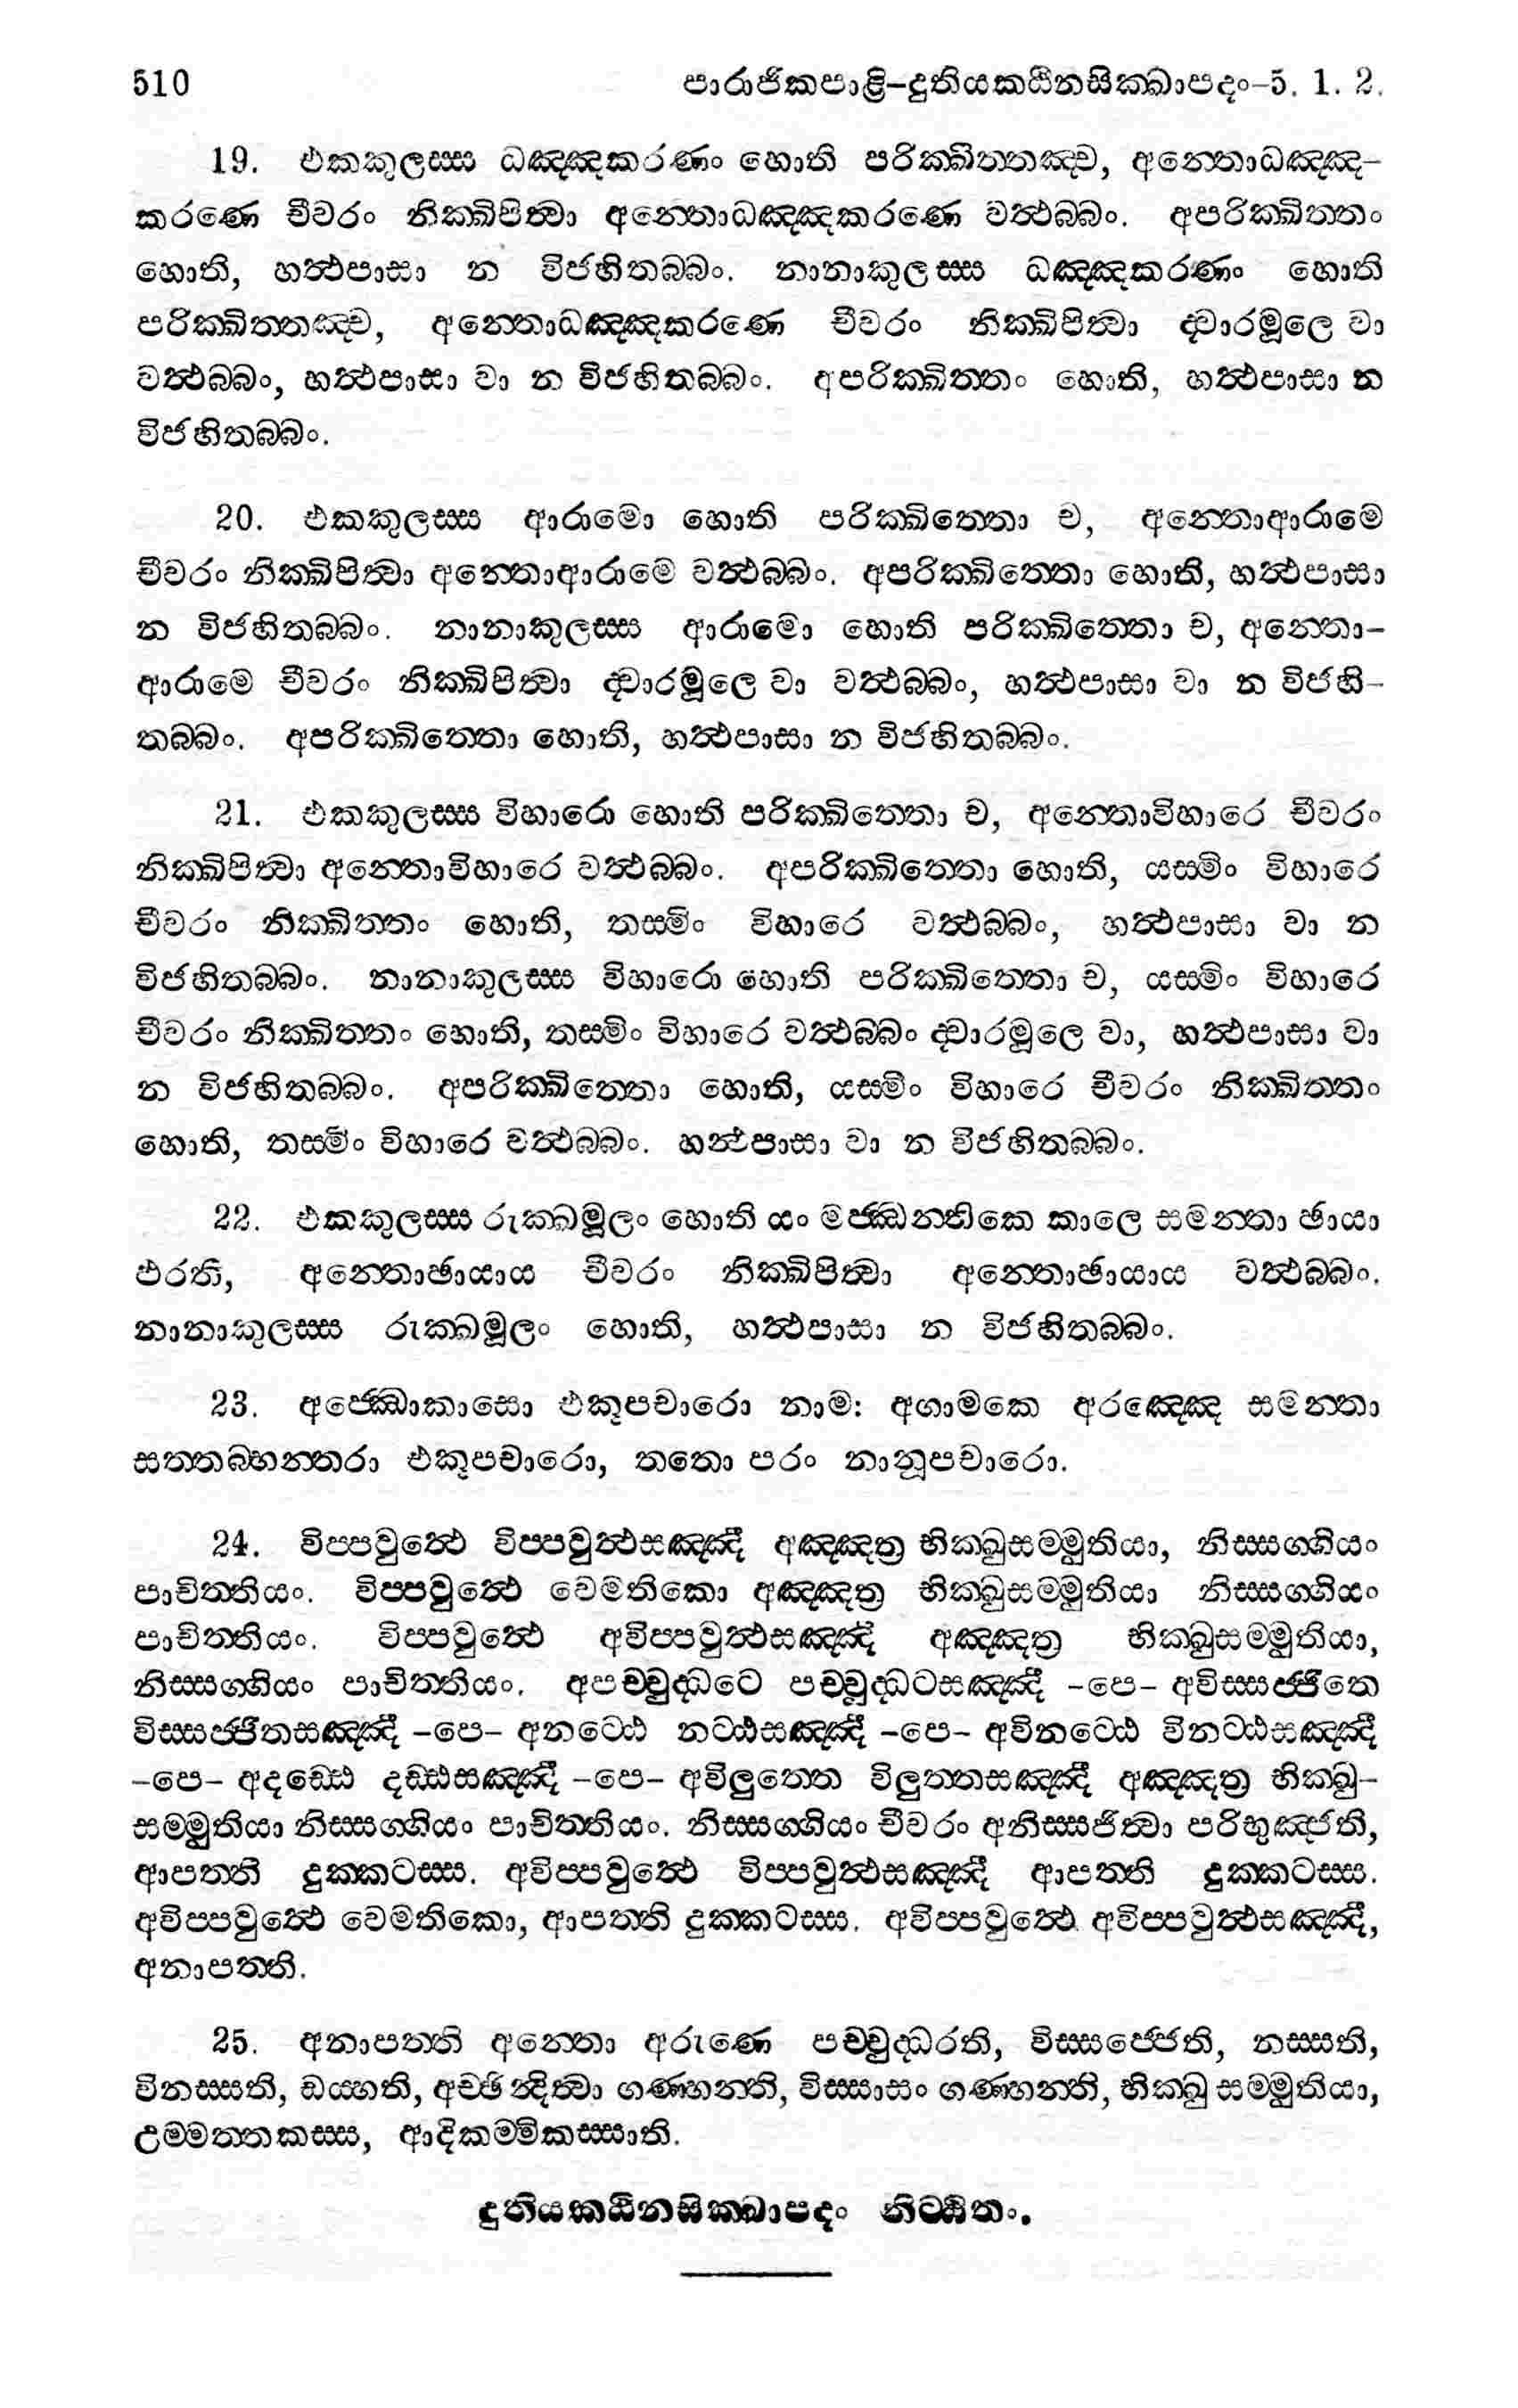 510 පාරාජිකපාළි–දුතියකඨිනසික්ඛාපදං–5. 1. 2.
19. එකකුලස්ස ධඤ්ඤකරණං හොති පරික්ඛිත්තඤ්ච, අන්තොධඤ්ඤ–
කරණෙ චීවරං නික්ඛිපිත්වා අන්තොධඤ්ඤකරණෙ වත්ථබ්බං. අපරික්ඛිත්තං
හොති, හත්ථපාසා න විජහිතබ්බං. නානාකුලස්ස ධඤ්ඤකරණං හොති
පරික්ඛිත්තඤ්ච, අන්තොධඤ්ඤකරණෙ චීවරං නික්ඛිපිත්වා ද්වාරමූලෙ වා
වත්ථබ්බං, හත්ථපාසා වා න විජහිතබ්බං. අපරික්ඛිත්තං හොති, හත්ථපාසා න
විජහිතබ්බං.
20. එකකුලස්ස ආරාමො හොති පරික්ඛිත්තො ච, අන්තොආරාමෙ
චීවරං නික්ඛිපිත්වා අන්තොආරාමෙ වත්ථබ්බං. අපරික්ඛිත්තො හොති, හත්ථපාසා
න විජහිතබ්බං. නානාකුලස්ස ආරාමො හොති පරික්ඛිත්තො ච, අන්තො–
ආරාමෙ චීවරං නික්ඛිපිත්වා ද්වාරමූලෙ වා වත්ථබ්බං, හත්ථපාසා වා න විජහි–
තබ්බං. අපරික්ඛිත්තො හොති, හත්ථපාසා න විජහිතබ්බං.
21. එකකුලස්ස විහාරො හොති පරික්ඛිත්තො ච, අන්තොවිහාරෙ චීවරං
නික්ඛිපිත්වා අන්තොවිහාරෙ වත්ථබ්බං. අපරික්ඛිත්තො හොති, යස්මිං විහාරෙ
චීවරං නික්ඛිත්තං හොති, තස්මිං විහාරෙ වත්ථබ්බං, හත්ථපාසා වා න
විජහිතබ්බං. නානාකුලස්ස විහාරො හොති පරික්ඛිත්තො ච, යස්මිං විහාරෙ
චීවරං නික්ඛිත්තං හොති, තස්මිං විහාරෙ වත්ථබ්බං ද්වාරමූලෙ වා, හත්ථපාසා වා
න විජහිතබ්බං. අපරික්ඛිත්තො හොති, යස්මිං විහාරෙ චීවරං නික්ඛිත්තං
හොති, තස්මිං විහාරෙ වත්ථබ්බං. හත්ථපාසා වා න විජහිතබ්බං.
22. එකකුලස්ස රුක්ඛමූලං හොති යං මජ්ඣන්තිකෙ කාලෙ සමන්තා ඡායා
ඵරති, අන්තොඡායාය චීවරං නික්ඛිපිත්වා අන්තොඡායාය වත්ථබ්බං.
නානාකුලස්ස රුක්ඛමූලං හොති, හත්ථපාසා න විජහිතබ්බං.
23. අජ්ඣොකාසො එකූපචාරො නාම: අගාමකෙ අරඤ්ඤෙ සමන්තා
සත්තබ්භන්තරා එකූපචාරො, තතො පරං නානූපචාරො.
24. විප්පවුත්ථෙ විප්පවුත්ථසඤ්ඤී අඤ්ඤත්‍ර භික්ඛුසම්මුතියා, නිස්සග්ගියං
පාචිත්තියං. විප්පවුත්ථෙ වෙමතිකො අඤ්ඤත්‍ර භික්ඛුසම්මුතියා නිස්සග්ගියං
පාචිත්තියං. විප්පවුත්ථෙ අවිප්පවුත්ථසඤ්ඤී අඤ්ඤත්‍ර භික්ඛුසම්මුතියා,
නිස්සග්ගියං පාචිත්තියං. අපච්චුද්ධටෙ පච්චුද්ධටසඤ්ඤී –පෙ– අවිස්සජ්ජිතෙ
විස්සජ්ජිතසඤ්ඤී –පෙ– අනට්ඨෙ නට්ඨසඤ්ඤී –පෙ– අවිනට්ඨෙ විනට්ඨසඤ්ඤී
–පෙ– අදඩ්ඪෙ දඩ්ඪසඤ්ඤී –පෙ– අවිලුත්තෙ විලුත්තසඤ්ඤී අඤ්ඤත්‍ර භික්ඛු–
සම්මුතියා නිස්සග්ගියං පාචිත්තියං. නිස්සග්ගියං චීවරං අනිස්සජිත්වා පරිභුඤ්ජති,
ආපත්ති දුක්කටස්ස. අවිප්පවුත්ථෙ විප්පවුත්ථසඤ්ඤී ආපත්ති දුක්කටස්ස.
අවිප්පවුත්ථෙ වෙමතිකො, ආපත්ති දුක්කටස්ස. අවිප්පවුත්ථෙ අවිප්පවුත්ථසඤ්ඤී,
අනාපත්ති.
25. අනාපත්ති අන්තො අරුණෙ පච්චුද්ධරති, විස්සජ්ජෙති, නස්සති,
විනස්සති, ඩය්හති, අච්ඡින්දිත්වා ගණ්හන්ති, විස්සාසං ගණ්හන්ති, භික්ඛුසම්මුතියා,
උම්මත්තකස්ස, ආදිකම්මිකස්සාති.
දුතියකඨිනසික්ඛාපදං නිට්ඨිතං.